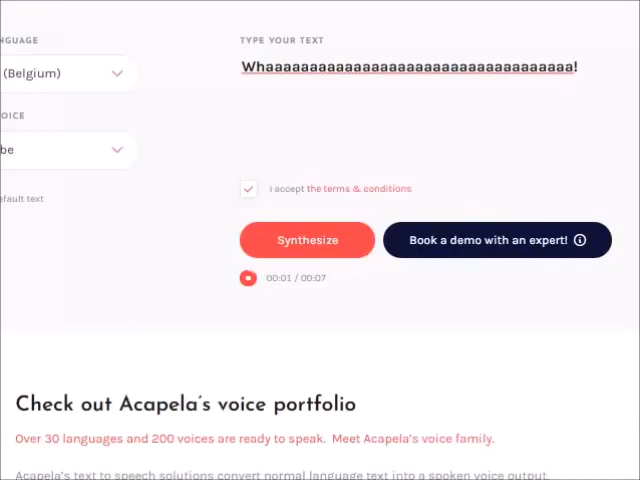 NGUAGE
(Belgium)
OICE
be
efault text
TYPE YOUR TEXT
Whaaaaaaaaaaaaaaaaaaaaaaaaaaaaaaaaaaa!
I accept the terms & conditions
Synthesize
Book a demo with an expert!
00:01 / 00:07
Check out Acapela's voice portfolio
Over 30 languages and 200 voices are ready to speak. Meet Acapela's voice family.
Acapela's text to speech solutions convert normal language text into a spoken voice output.